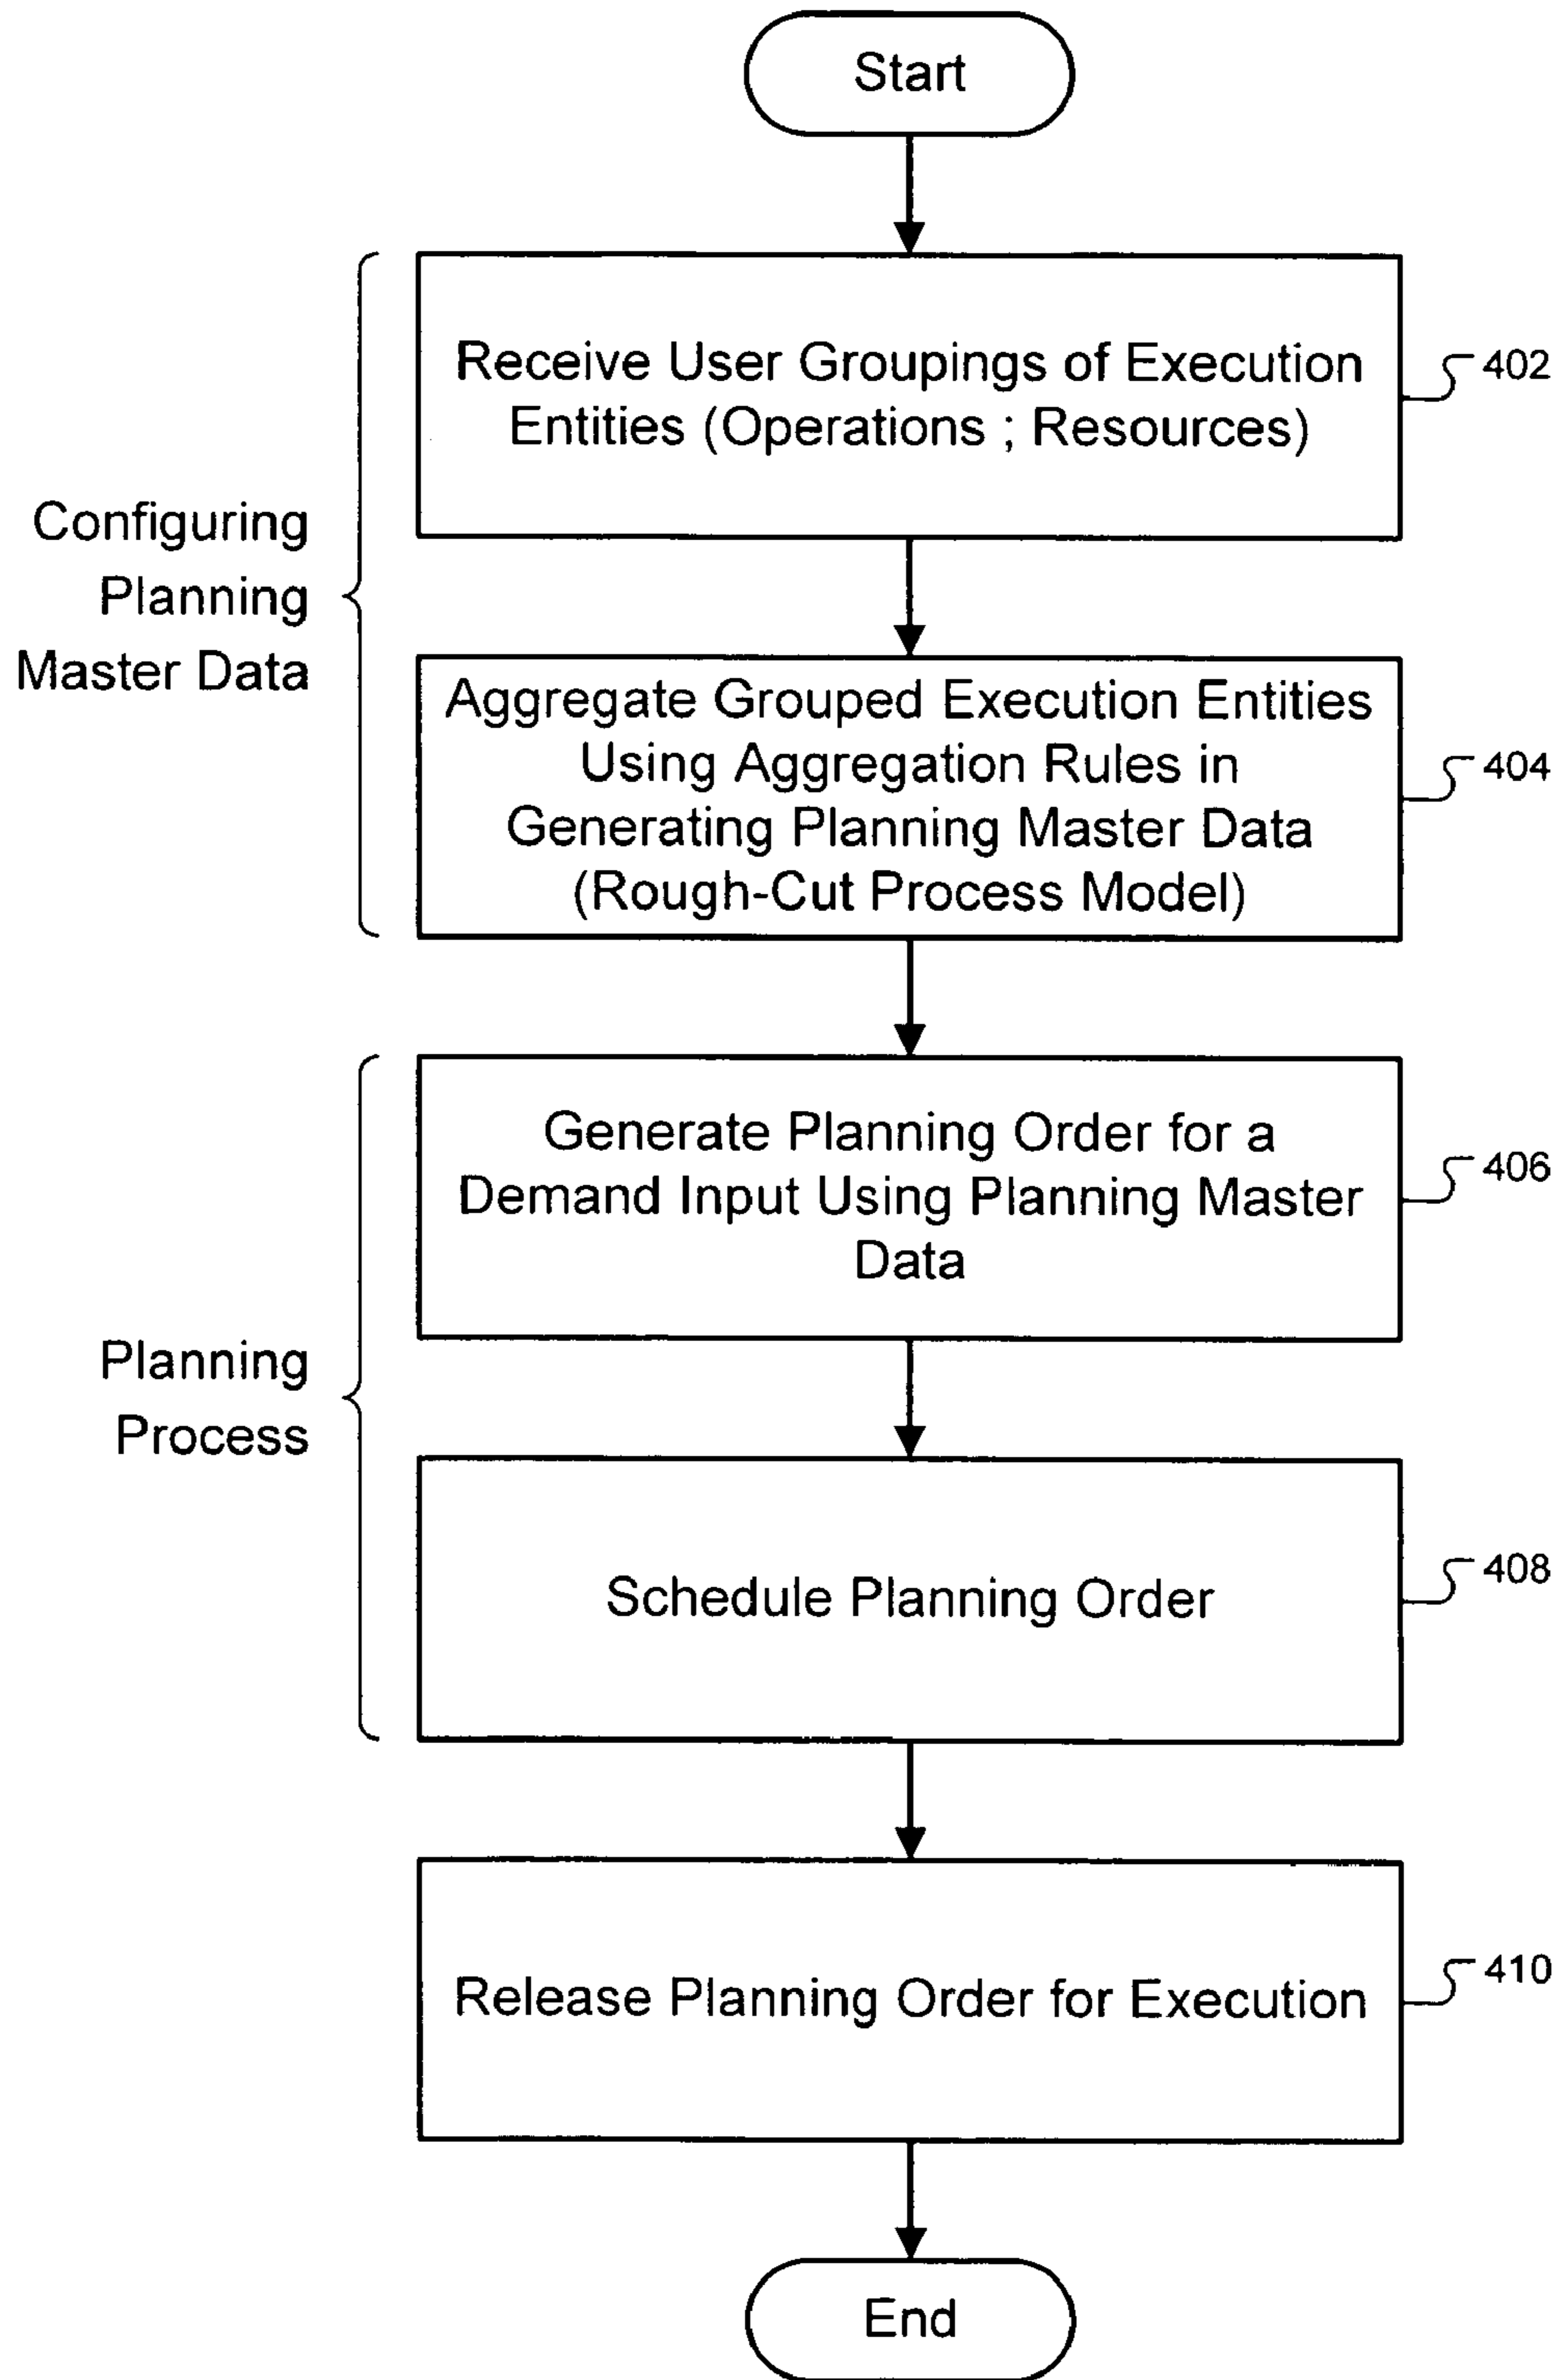 Start
Receive User Groupings of Execution
Entities (Operations ; Resources)
402
Configuring
Planning
Master Data
Aggregate Grouped Execution Entities
Using Aggregation Rules in
Generating Planning Master Data
(Rough-Cut Process Model)
404
Generate Planning Order for a
Demand Input Using Planning Master
Data
406
Planning
Process
Schedule Planning Order
408
Release Planning Order for Execution
410
End